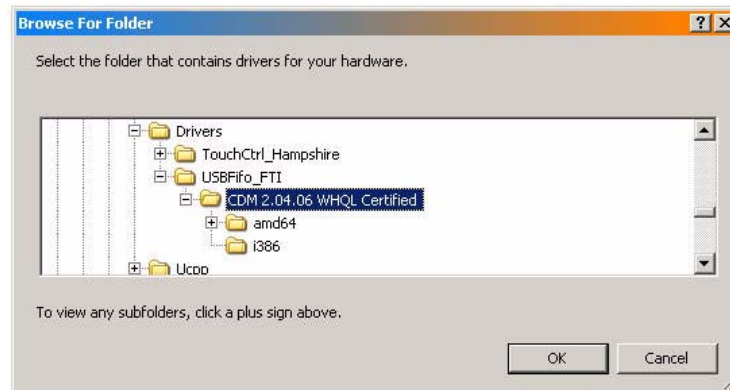 Browse For Folder
Select the folder that contains drivers for your hardware.
Drivers
TouchCtrl_Hampshire
USBFifo_FTI
CDM 2.04.06 WHQL Certified
amd64
i386
Ucpp
To view any subfolders, click a plus sign above.
OK Cancel